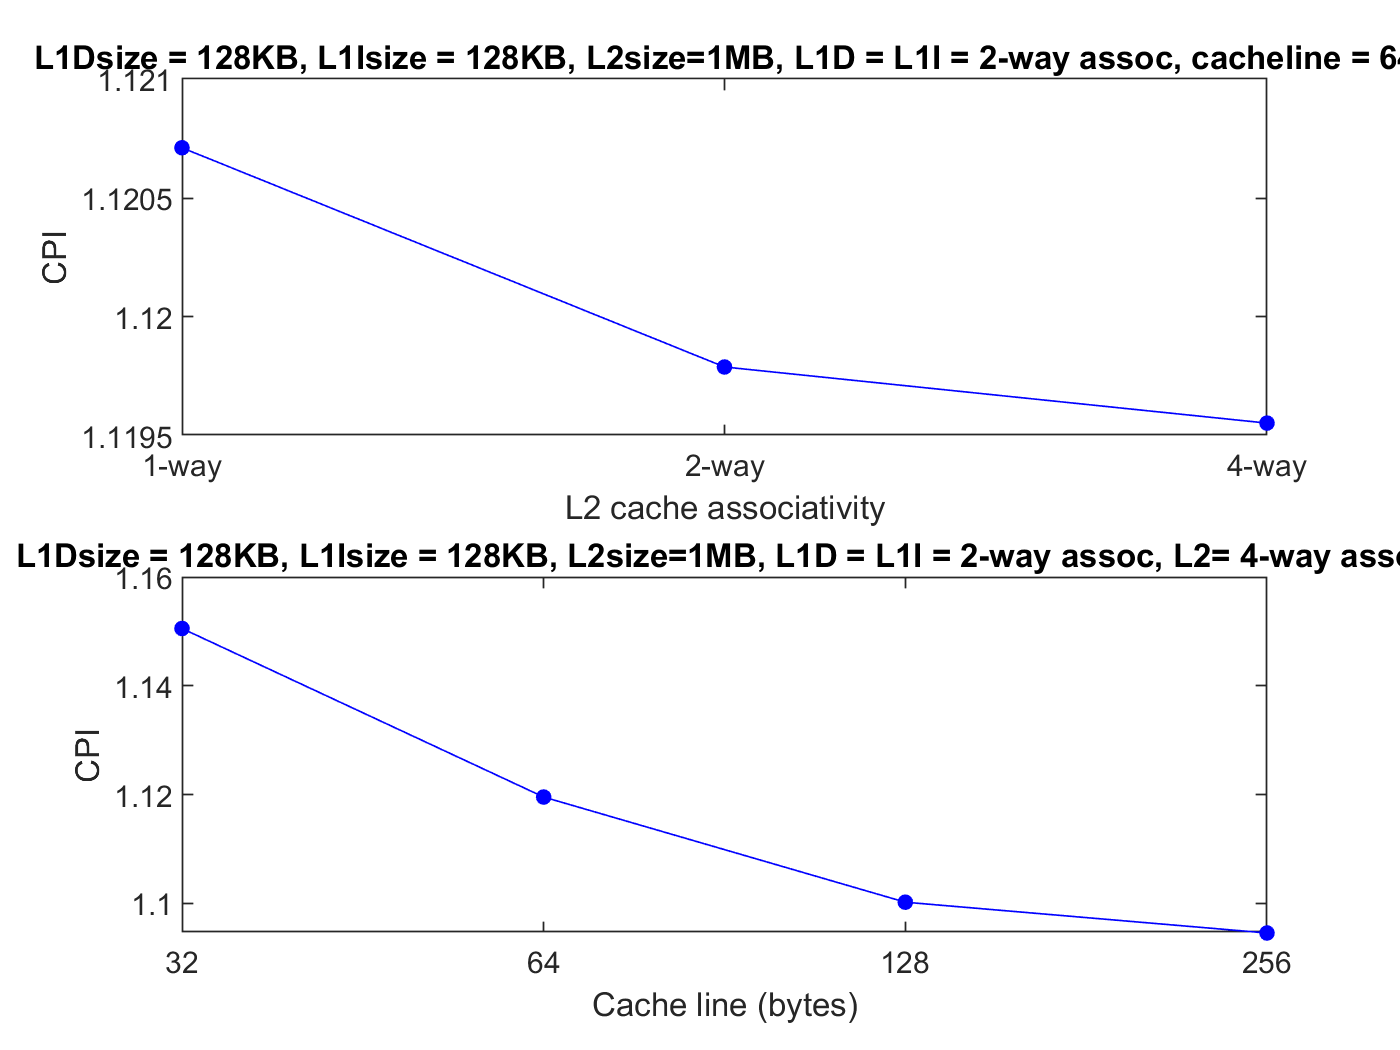 L1Dsize = 128KB, L1Isize = 128KB, L2size=1MB, L1D = L1I = 2-way assoc, cacheline = 64
1.121
1.1205
1.12
1.1195
CPI
1-way 2-way 4-way
L2 cache associativity
L1Dsize = 128KB, L1Isize = 128KB, L2size=1MB, L1D = L1I = 2-way assoc, L2= 4-way asso
1.16
1.14
1.12
1.1
CPI
32 64 128 256
Cache line (bytes)